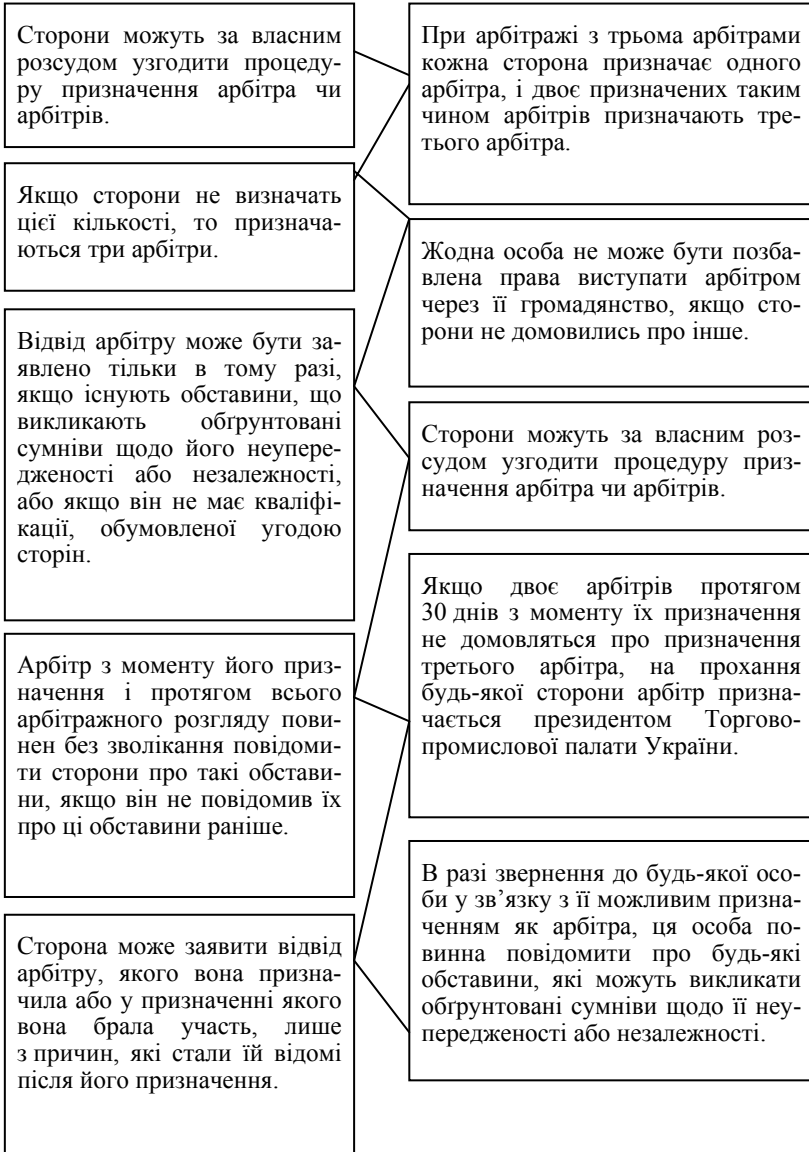 Сторони можуть за власним
розсудом узгодити процеду-
ру призначення арбітра чи
арбітрів.
При арбітражі з трьома арбітрами
кожна сторона призначає одного
арбітра, і двоє призначених таким
чином арбітрів призначають тре-
тього арбітра.
Якщо сторони не визначать
цієї кількості, то признача-
ються три арбітри.
Жодна особа не може бути позба-
влена права виступати арбітром
через її громадянство, якщо сто-
рони не домовились про інше.
Відвід арбітру може бути за-
явлено тільки в тому разі,
якщо існують обставини, що
викликають обґрунтовані
сумніви щодо його неупере-
дженості або незалежності,
або якщо він не має кваліфі-
кації, обумовленої угодою
сторін.
Сторони можуть за власним роз-
судом узгодити процедуру приз-
начення арбітра чи арбітрів.
Якщо двоє арбітрів протягом
30 днів з моменту їх призначення
не домовляться про призначення
третього арбітра, на прохання
будь-якої сторони арбітр призна-
чається президентом Торгово-
промислової палати України.
Арбітр з моменту його приз-
начення і протягом всього
арбітражного розгляду пови-
нен без зволікання повідоми-
ти сторони про такі обстави-
ни, якщо він не повідомив їх
про ці обставини раніше.
В разі звернення до будь-якої осо-
би у зв’язку з її можливим призна-
ченням як арбітра, ця особа по-
винна повідомити про будь-які
обставини, які можуть викликати
обґрунтовані сумніви щодо її неу-
передженості або незалежності.
Сторона може заявити відвід
арбітру, якого вона призна-
чила або у призначенні якого
вона брала участь, лише
з причин, які стали їй відомі
після його призначення.